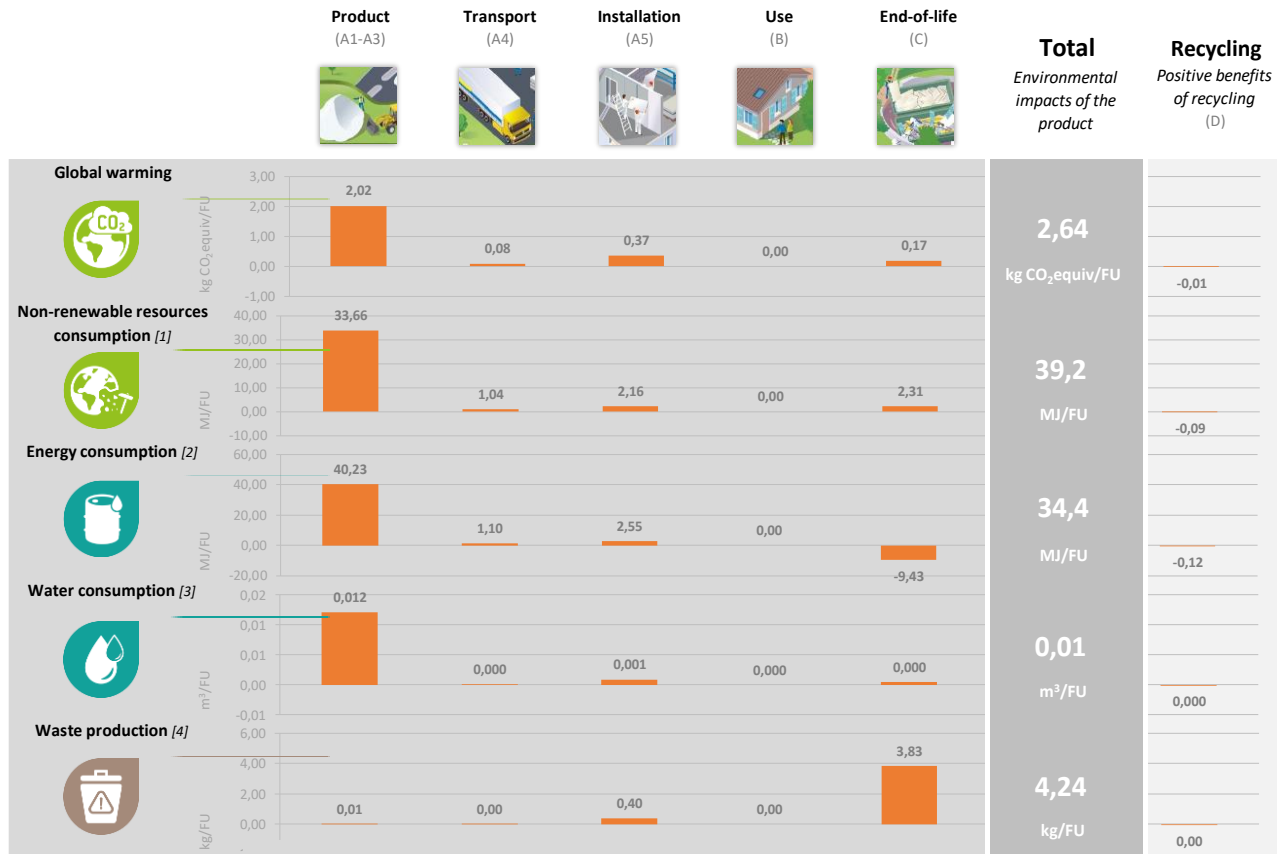 Product
(A1-A3)
Transport
(A4)
Installation
(A5)
Use
(B)
End-of-life
(C)
Total
Environmental
impacts of the
product
Recycling
Positive benefits
of recycling
(D)
Global warming
CO2
kg CO2equiv/FU
3,00
2,00
1,00
0,00
-1,00
2,02
0,08
0,37
0,00
0,17
2,64
kg CO2equiv/FU
-0,01
Non-renewable resources
consumption [1]
MJ/FU
40,00
30,00
20,00
10,00
0,00
-10,00
33,66
1,04
2,16
0,00
2,31
39,2
MJ/FU
-0,09
Energy consumption [2]
MJ/FU
60,00
40,00
20,00
0,00
-20,00
40,23
1,10
2,55
0,00
-9,43
34,4
MJ/FU
-0,12
Water consumption [3]
m³/FU
0,02
0,01
0,01
0,00
-0,01
0,012
0,000
0,001
0,000
0,000
0,01
m³/FU
0,000
Waste production [4]
kg/FU
6,00
4,00
2,00
0,00
-
0,01
0,00
0,40
0,00
3,83
4,24
kg/FU
0,00